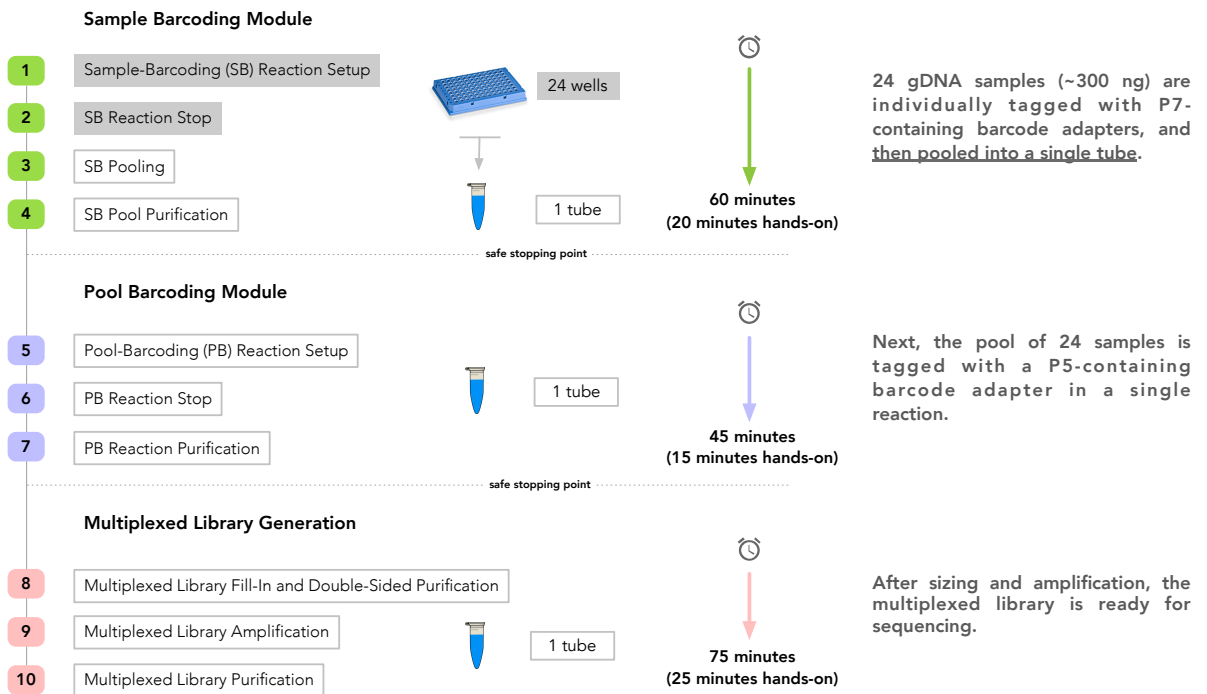 Sample Barcoding Module
1
Sample-Barcoding (SB) Reaction Setup
2
SB Reaction Stop
3
SB Pooling
4
SB Pool Purification
24 wells
1 tube
60 minutes
(20 minutes hands-on)
24 gDNA samples (~300 ng) are
individually tagged with P7-
containing barcode adapters, and
then pooled into a single tube.
safe stopping point
Pool Barcoding Module
5
Pool-Barcoding (PB) Reaction Setup
6
PB Reaction Stop
7
PB Reaction Purification
1 tube
45 minutes
(15 minutes hands-on)
Next, the pool of 24 samples is
tagged with a P5-containing
barcode adapter in a single
reaction.
safe stopping point
Multiplexed Library Generation
8
Multiplexed Library Fill-In and Double-Sided Purification
9
Multiplexed Library Amplification
10
Multiplexed Library Purification
1 tube
75 minutes
(25 minutes hands-on)
After sizing and amplification, the
multiplexed library is ready for
sequencing.